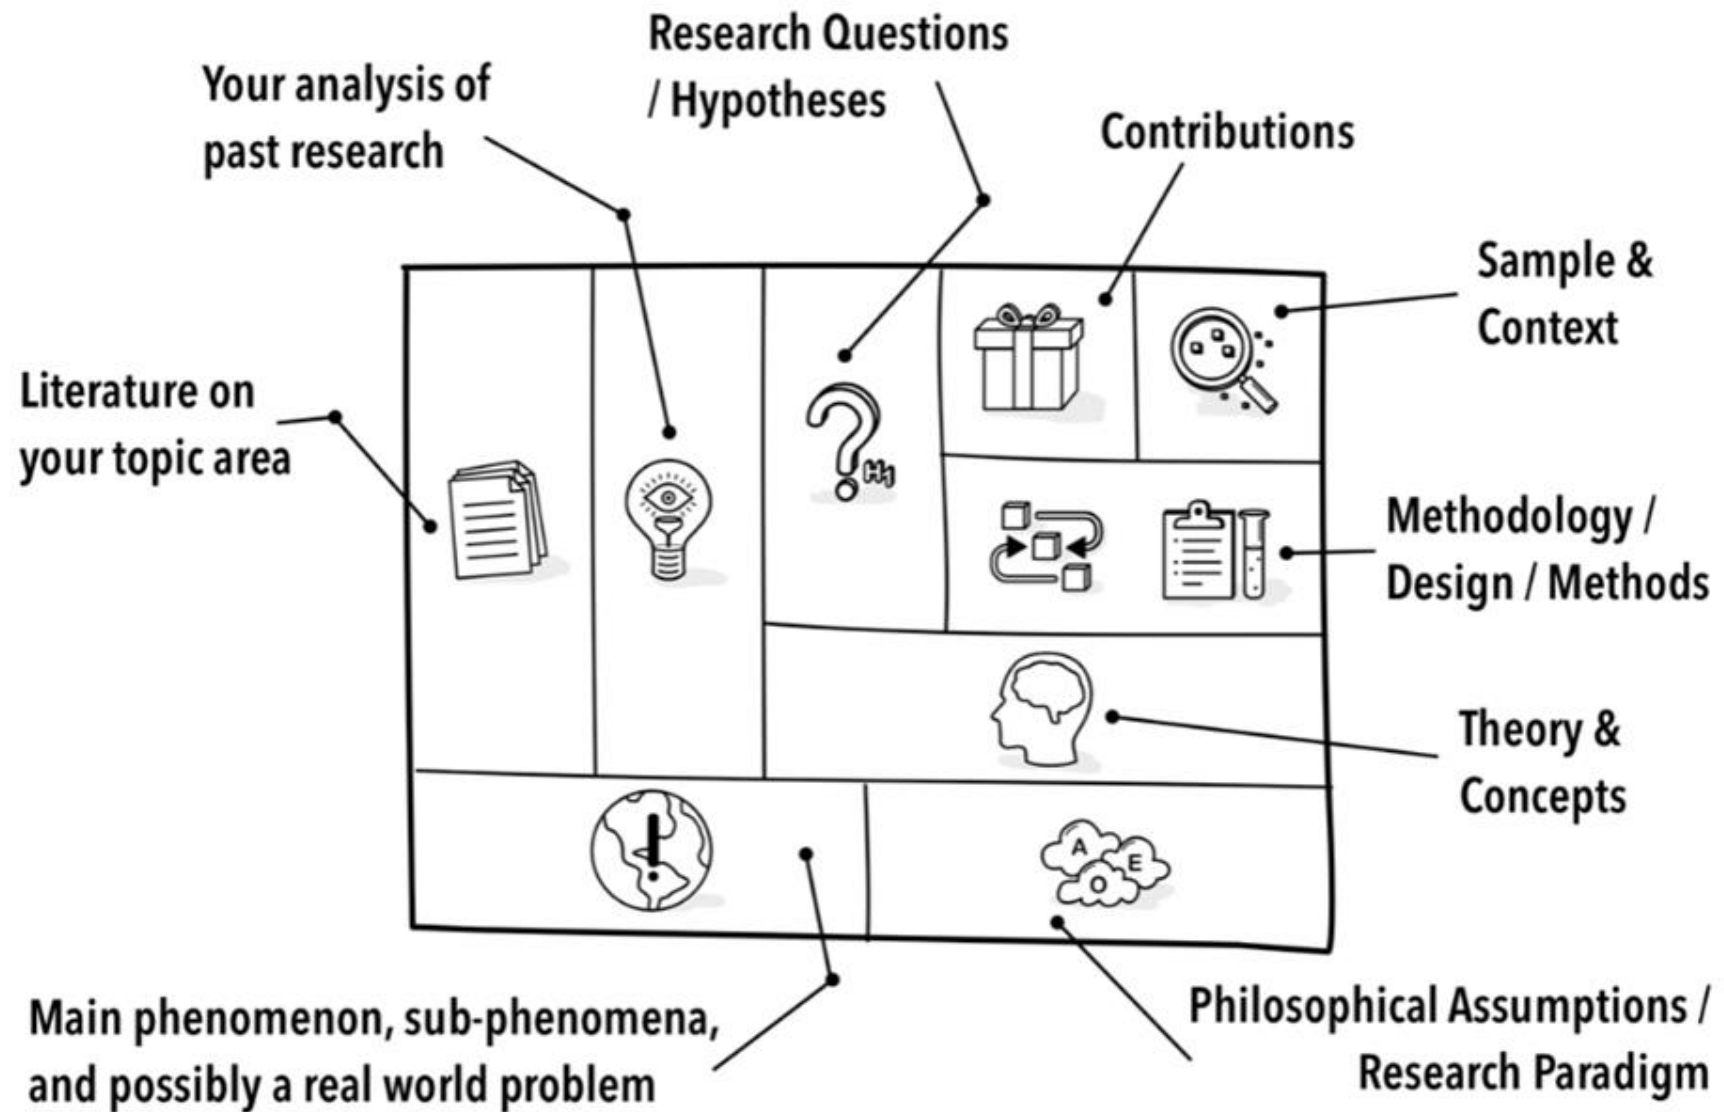 Research Questions
/ Hypotheses
Your analysis of
past research
Contributions
Sample &
Context
Literature on
your topic area
H1
Methodology /
Design / Methods
Theory &
Concepts
A
E
O
Main phenomenon, sub-phenomena,
and possibly a real world problem
Philosophical Assumptions /
Research Paradigm